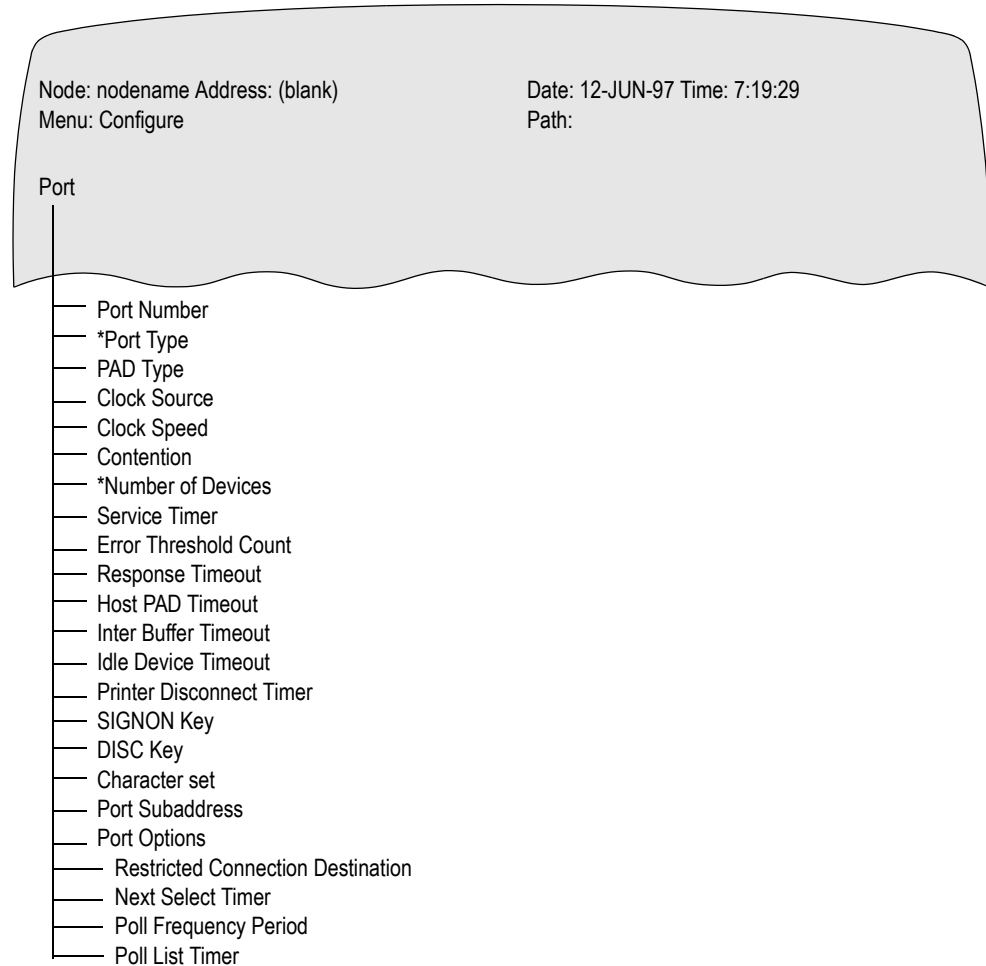 Node: nodename Address: (blank) Date: 12-JUN-97 Time: 7:19:29
Menu: Configure Path:
Port
Port Number
*Port Type
PAD Type
Clock Source
Clock Speed
Contention
*Number of Devices
Service Timer
Error Threshold Count
Response Timeout
Host PAD Timeout
Inter Buffer Timeout
Idle Device Timeout
Printer Disconnect Timer
SIGNON Key
DISC Key
Character set
Port Subaddress
Port Options
Restricted Connection Destination
Next Select Timer
Poll Frequency Period
Poll List Timer